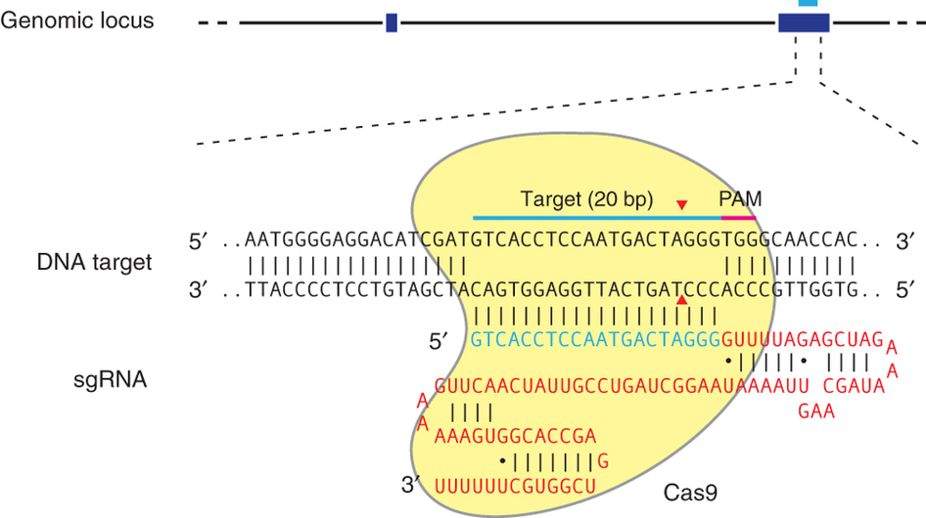 Genomic locus
Target (20 bp) PAM
5′ ..AATGGGGAGGACATCGATGTCACCTCCAATGACTAGGGTGGGCAACCAC.. 3′
DNA target
3′ ..TTACCCCTCCTGTAGCTACAGTGGAGGTTACTGATCCCACCCGTTGGTG.. 5′
5′ GTCACCTCCAATGACTAGGGGUUUUAGAGCUAGA
A
sgRNA
GUUCAACUAUUGCCUGAUCGGAAUAAAAUU CGAUA
A
GAA
A
AAAGUGGCACCGA
G
3′ UUUUUUCGUGGCU
Cas9